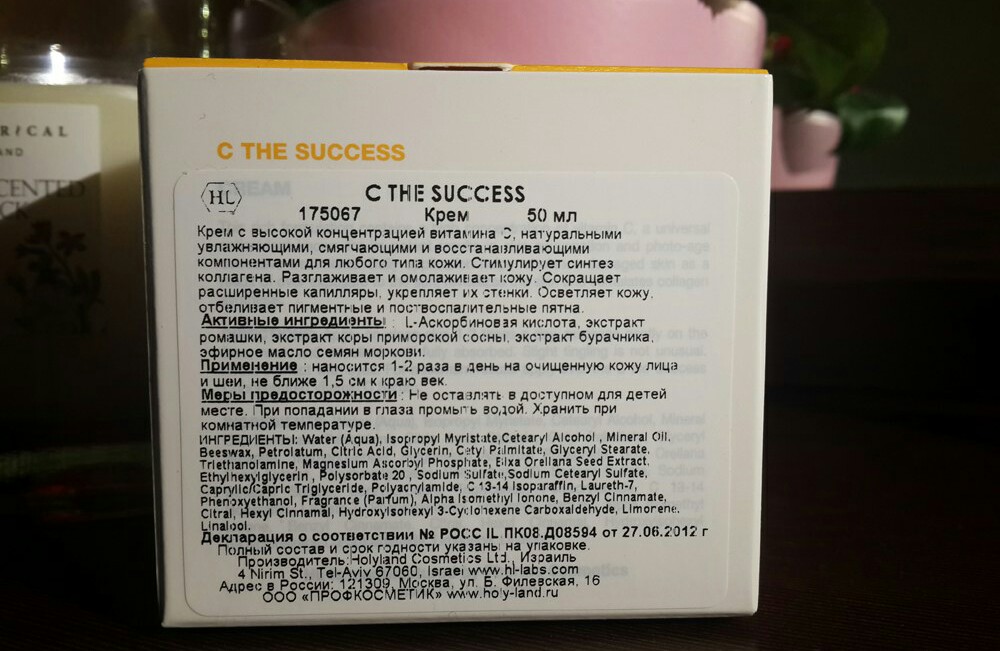 C THE SUCCESS
HL
C THE SUCCESS
175067 Крем 50 мл
Крем с высокой концентрацией витамина С, натуральными
увлажняющими, смягчающими и восстанавливающими
компонентами для любого типа кожи. Стимулирует синтез
коллагена. Разглаживает и омолаживает кожу. Сокращает
расширенные капилляры, укрепляет их стенки. Осветляет кожу,
отбеливает пигментные и поствоспалительные пятна.
Активные ингредиенты : L-Аскорбиновая кислота, экстракт
ромашки, экстракт коры приморской сосны, экстракт бурачника,
эфирное масло семян моркови.
Применение : наносится 1-2 раза в день на очищенную кожу лица
и шеи, не ближе 1,5 см к краю век.
Меры предосторожности : Не оставлять в доступном для детей
месте. При попадании в глаза промыть водой. Хранить при
комнатной температуре.
ИНГРЕДИЕНТЫ: Water (Aqua), Isopropyl Myristate, Cetearyl Alcohol , Mineral Oil,
Beeswax, Petrolatum, Citric Acid, Glycerin, Cetyl Palmitate, Glyceryl Stearate,
Triethanolamine, Magnesium Ascorbyl Phosphate, Bixa Orellana Seed Extract,
Ethylhexylglycerin , Polysorbate 20 , Sodium Sulfate, Sodium Cetearyl Sulfate,
Caprylic/Capric Triglyceride, Polyacrylamide, C 13-14 Isoparaffin, Laureth-7,
Phenoxyethanol, Fragrance (Parfum), Alpha Isomethyl Ionone, Benzyl Cinnamate,
Citral, Hexyl Cinnamal, Hydroxyisohexyl 3-Cyclohexene Carboxaldehyde, Limonene,
Linalool.
Декларация о соответствии № РОСС IL ПК08.Д08594 от 27.06.2012 г
Полный состав и срок годности указаны на упаковке.
Производитель: Holyland Cosmetics Ltd., Израиль
4 Nirim St., Tel-Aviv 67060, Israel www.hl-labs.com
Адрес в России: 121309, Москва, ул. Б. Филевская, 16
ООО «ПРОФКОСМЕТИК» www.holy-land.ru